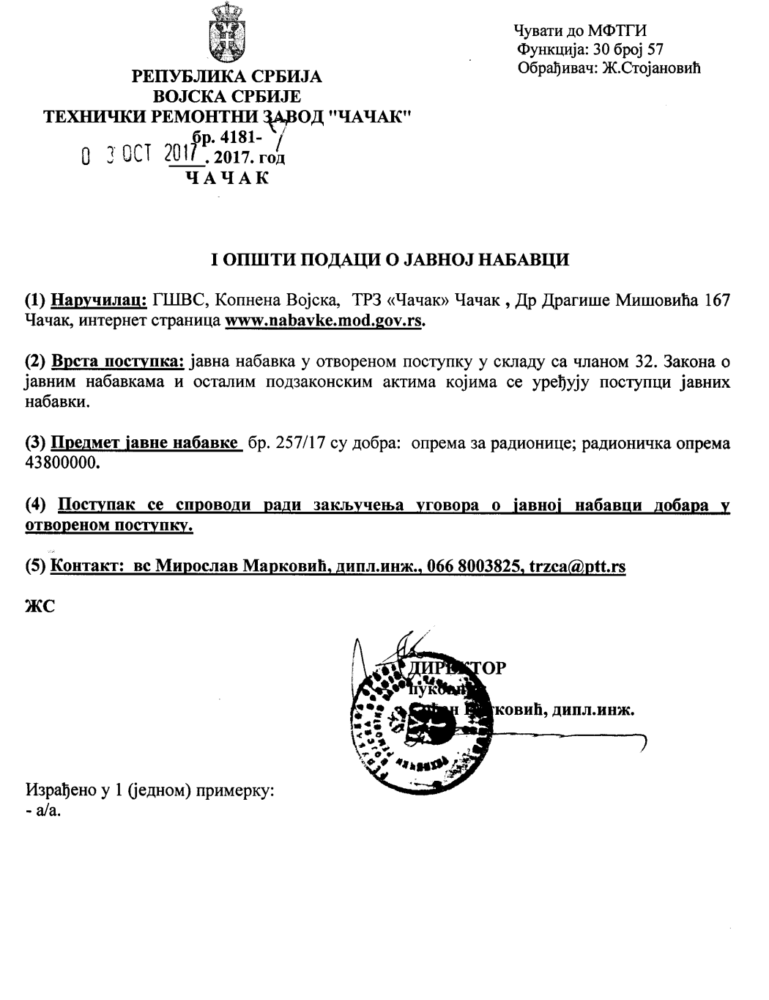 Чувати до МФТГИ
Функција: 30 број 57
Обрађивач: Ж.Стојановић
РЕПУБЛИКА СРБИЈА
ВОЈСКА СРБИЈЕ
ТЕХНИЧКИ РЕМОНТНИ ЗАВОД "ЧАЧАК"
бр. 4181-
0 3 OCT 2017 . 2017. год
Ч А Ч А К
I ОПШТИ ПОДАЦИ О ЈАВНОЈ НАБАВЦИ
(1) Наручилац: ГШВС, Копнена Војска, ТРЗ «Чачак» Чачак , Др Драгише Мишовића 167
Чачак, интернет страница www.nabavke.mod.gov.rs.
(2) Врста поступка: јавна набавка у отвореном поступку у складу са чланом 32. Закона о
јавним набавкама и осталим подзаконским актима којима се уређују поступци јавних
набавки.
(3) Предмет јавне набавке бр. 257/17 су добра: опрема за радионице; радионичка опрема
43800000.
(4) Поступак се спроводи ради закључења уговора о јавној набавци добара у
отвореном поступку.
(5) Контакт: вс Мирослав Марковић, дипл.инж., 066 8003825, trzca@ptt.rs
ЖС
ДИРЕКТОР
дипл.инж.
Израђено у 1 (једном) примерку:
- а/а.